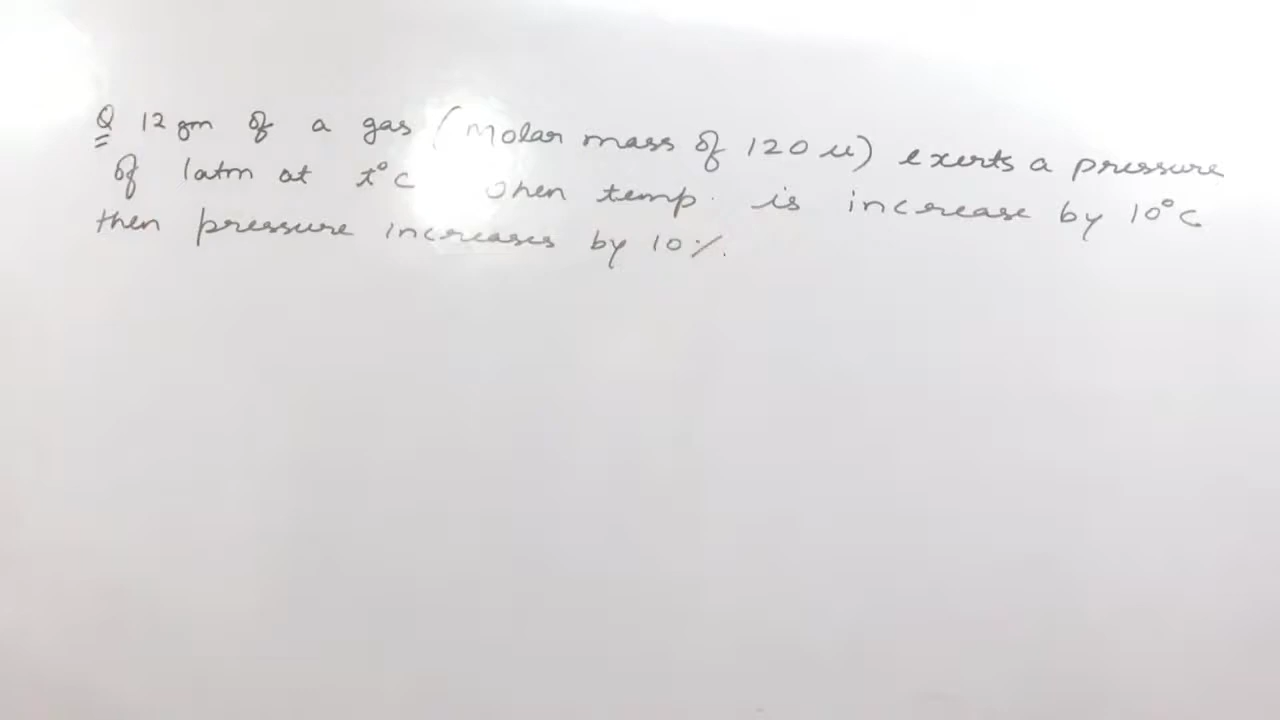 Q 12 gm of a gas (Molar mass of 120 u) exerts a pressure
of 1atm at t°C when temp. is increase by 10°C
then pressure increases by 10%.